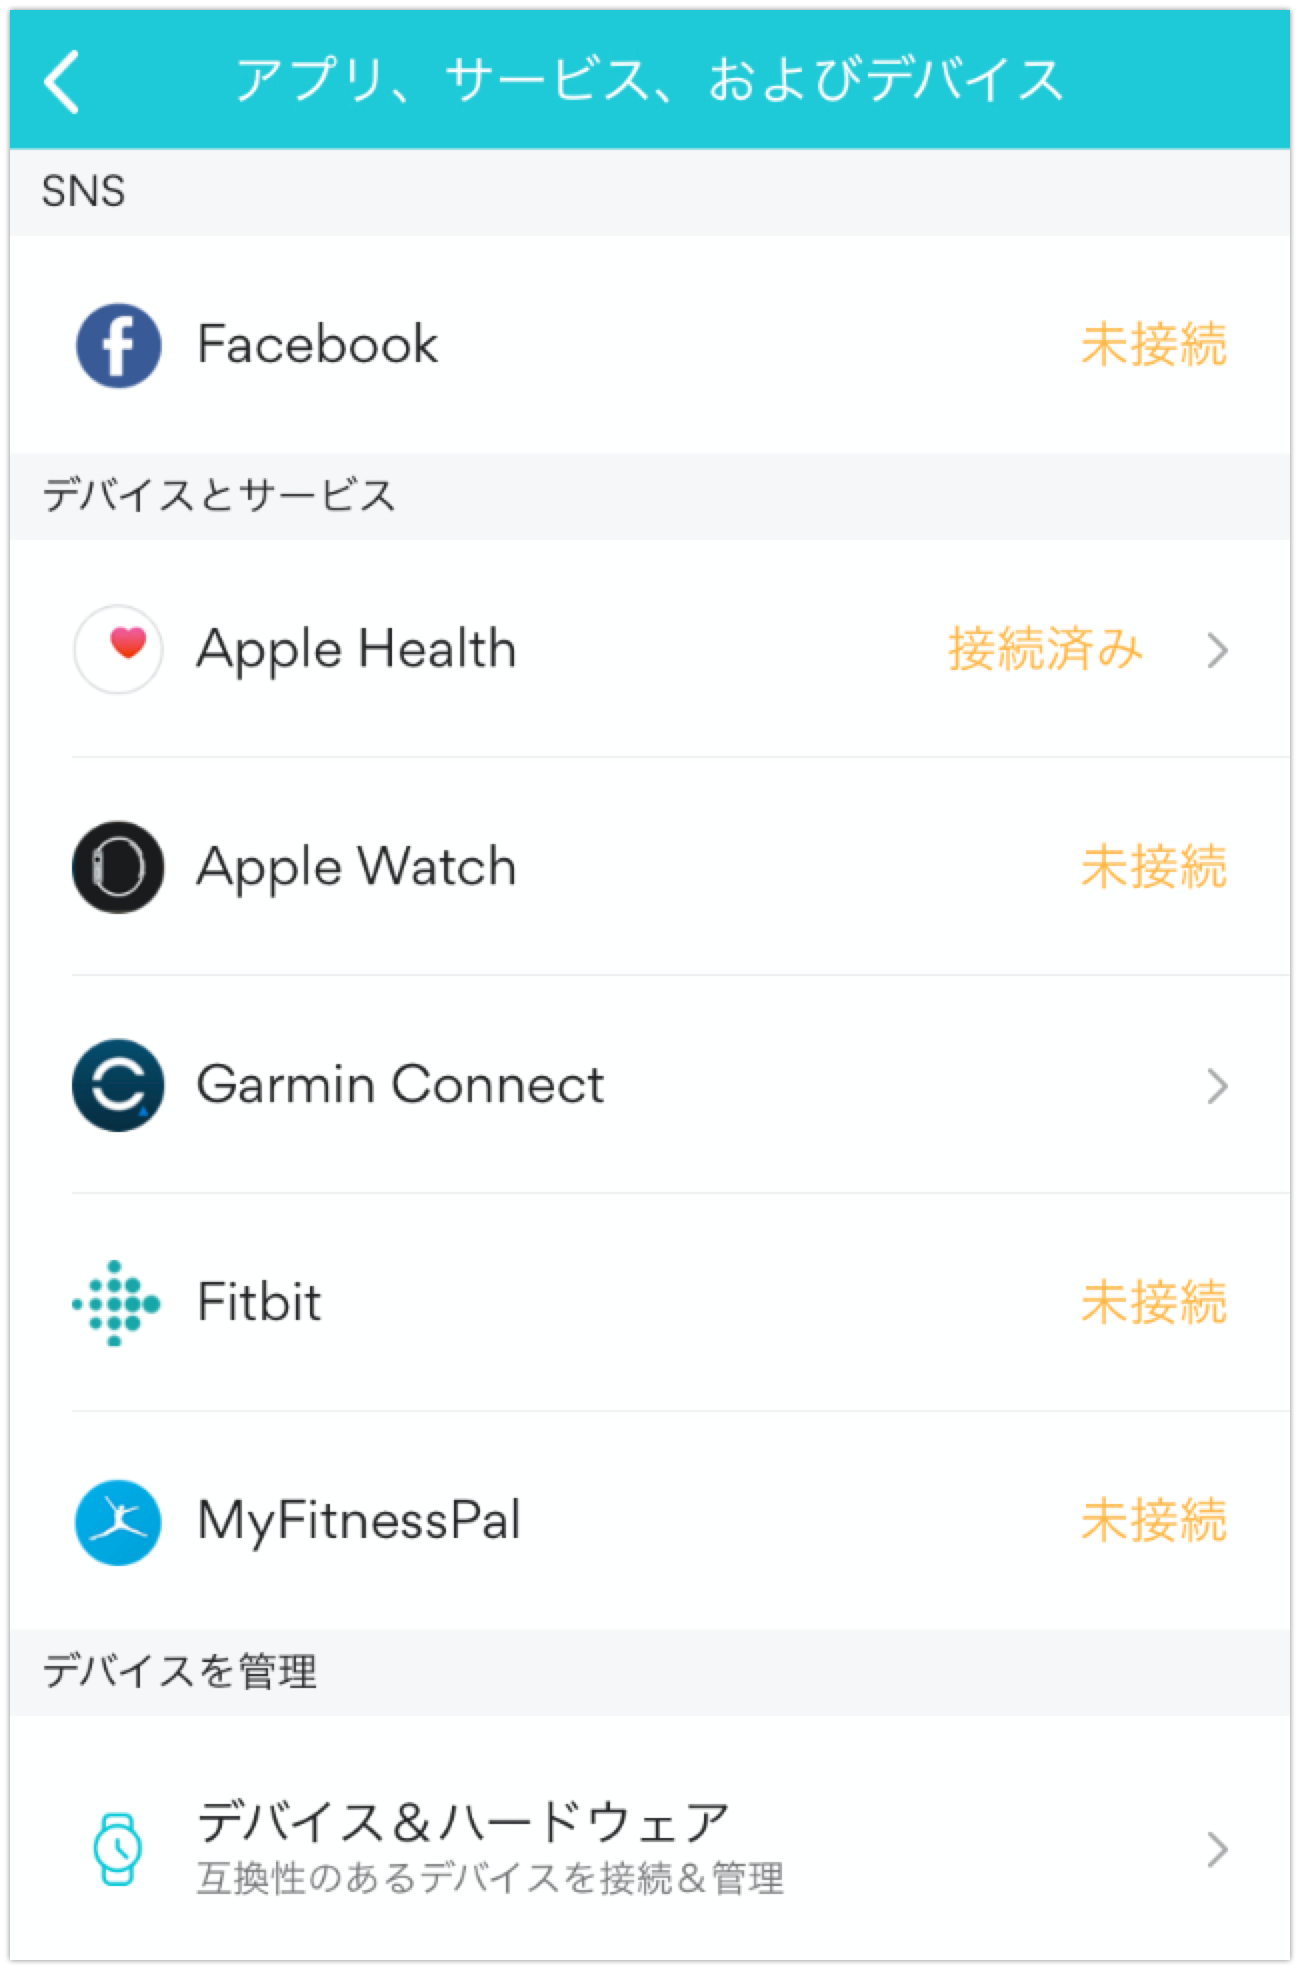 アプリ、サービス、およびデバイス
SNS
Facebook 未接続
デバイスとサービス
Apple Health 接続済み
Apple Watch 未接続
Garmin Connect
Fitbit 未接続
MyFitnessPal 未接続
デバイスを管理
デバイス＆ハードウェア
互換性のあるデバイスを接続＆管理